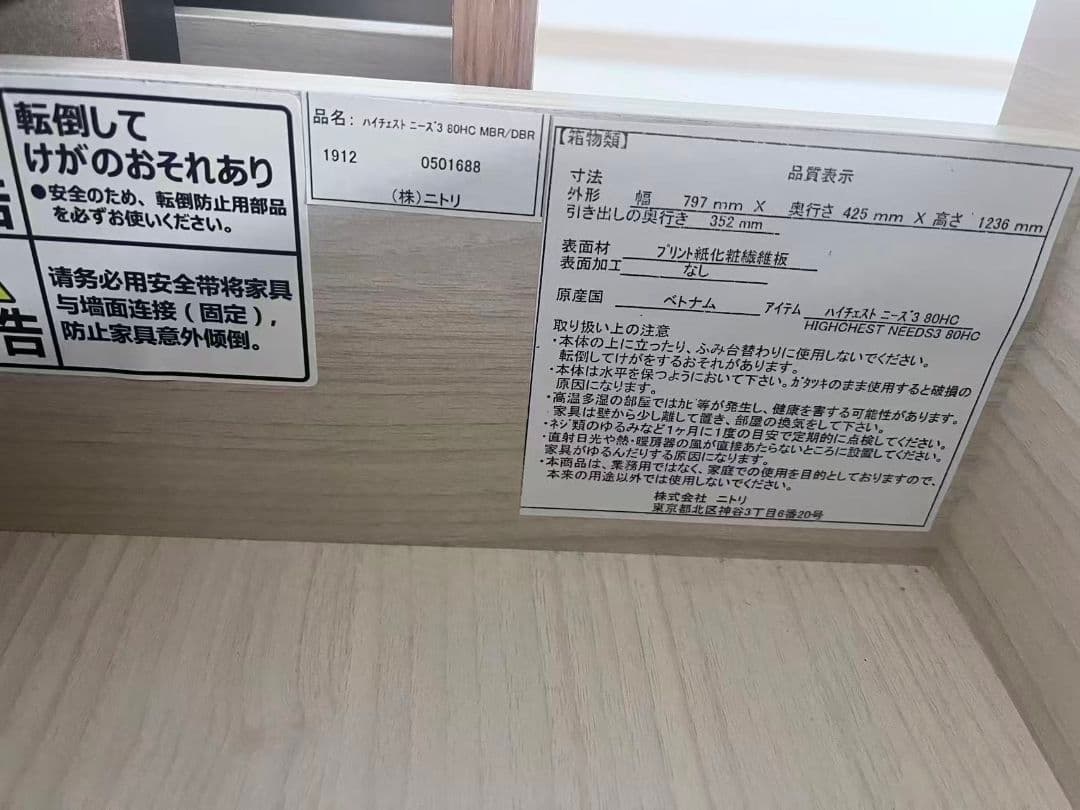 転倒して
けがのおそれあり
●安全のため、転倒防止用部品
を必ずお使いください。
告
请务必用安全带将家具
与墙面连接（固定），
防止家具意外倾倒。
品名: ハイチェスト ニーズ3 80HC MBR/DBR
1912 0501688
(株)ニトリ
【箱物類】
品質表示
寸法
外形 幅 797 mm X 奥行き 425 mm X 高さ 1236 mm
引き出しの奥行き 352 mm
表面材 プリント紙化粧繊維板
表面加工 なし
原産国 ベトナム アイテム ハイチェスト ニーズ3 80HC
HIGHCHEST NEEDS3 80HC
取り扱い上の注意
・本体の上に立ったり、ふみ台替わりに使用しないでください。
転倒してけがをするおそれがあります。
・本体は水平を保つようにおいて下さい。ガタツキのまま使用すると破損の
原因になります。
・高温多湿の部屋ではカビ等が発生し、健康を害する可能性があります。
家具は壁から少し離して置き、部屋の換気をして下さい。
・ネジ類のゆるみなど1ヶ月に1度の目安で定期的に点検してください。
・直射日光や熱・暖房器の風が直接あたらないところに設置してください。
家具がゆるんだりする原因になります。
・本商品は、業務用ではなく、家庭での使用を目的としておりますので、
本来の用途以外では使用しないでください。
株式会社 ニトリ
東京都北区神谷3丁目6番20号